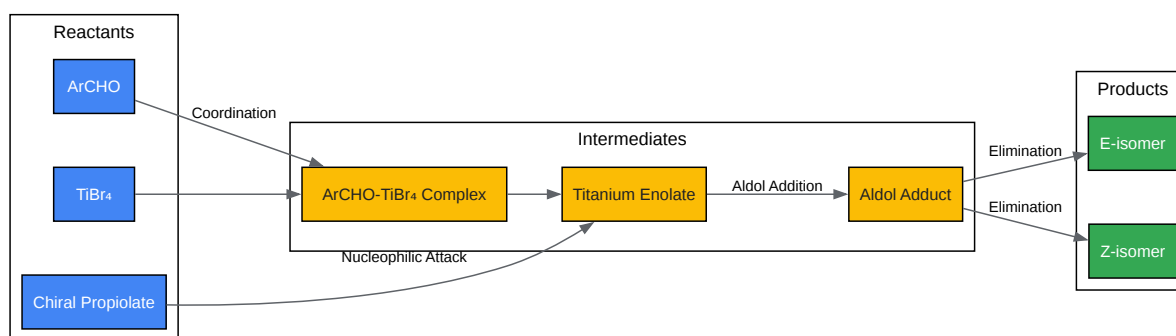 Reactants
ArCHO
TiBr₄
Chiral Propiolate
Coordination
Nucleophilic Attack
Intermediates
ArCHO-TiBr₄ Complex
Titanium Enolate
Aldol Addition
Aldol Adduct
Elimination
Elimination
Products
E-isomer
Z-isomer